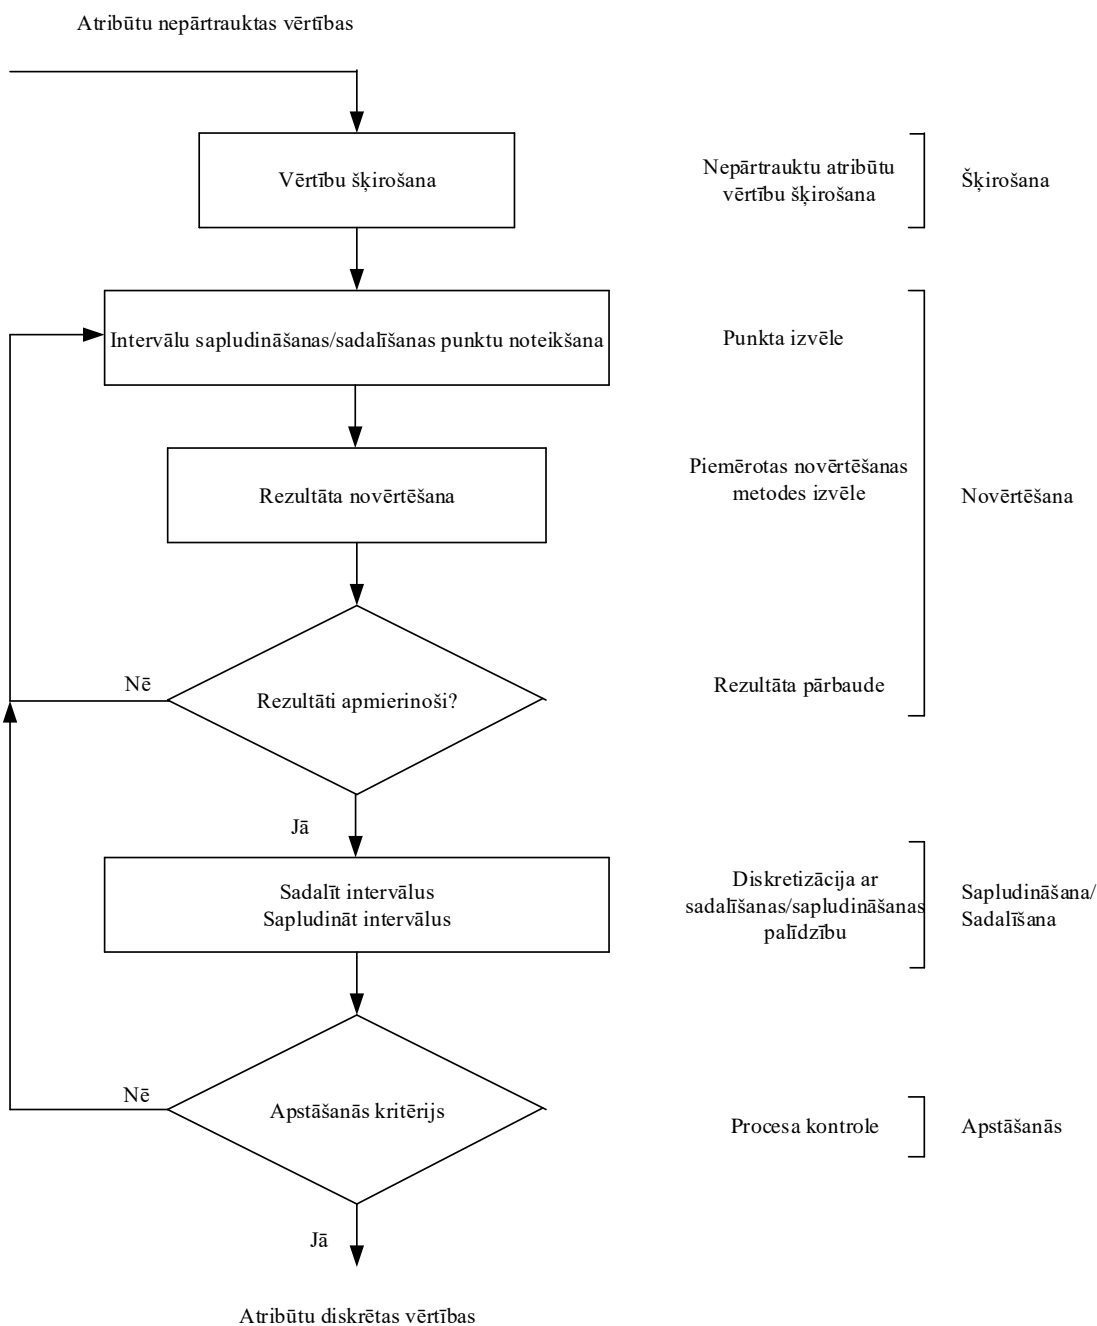 Atribūtu nepārtrauktas vērtības
Vērtību šķirošana
Nepārtrauktu atribūtu
vērtību šķirošana
Šķirošana
Intervālu sapludināšanas/sadalīšanas punktu noteikšana
Punkta izvēle
Rezultāta novērtēšana
Piemērotas novērtēšanas
metodes izvēle
Novērtēšana
Nē
Rezultāti apmierinoši?
Rezultāta pārbaude
Jā
Sadalīt intervālus
Sapludināt intervālus
Diskretizācija ar
sadalīšanas/sapludināšanas
palīdzību
Sapludināšana/
Sadalīšana
Nē
Apstāšanās kritērijs
Procesa kontrole
Apstāšanās
Jā
Atribūtu diskrētas vērtības